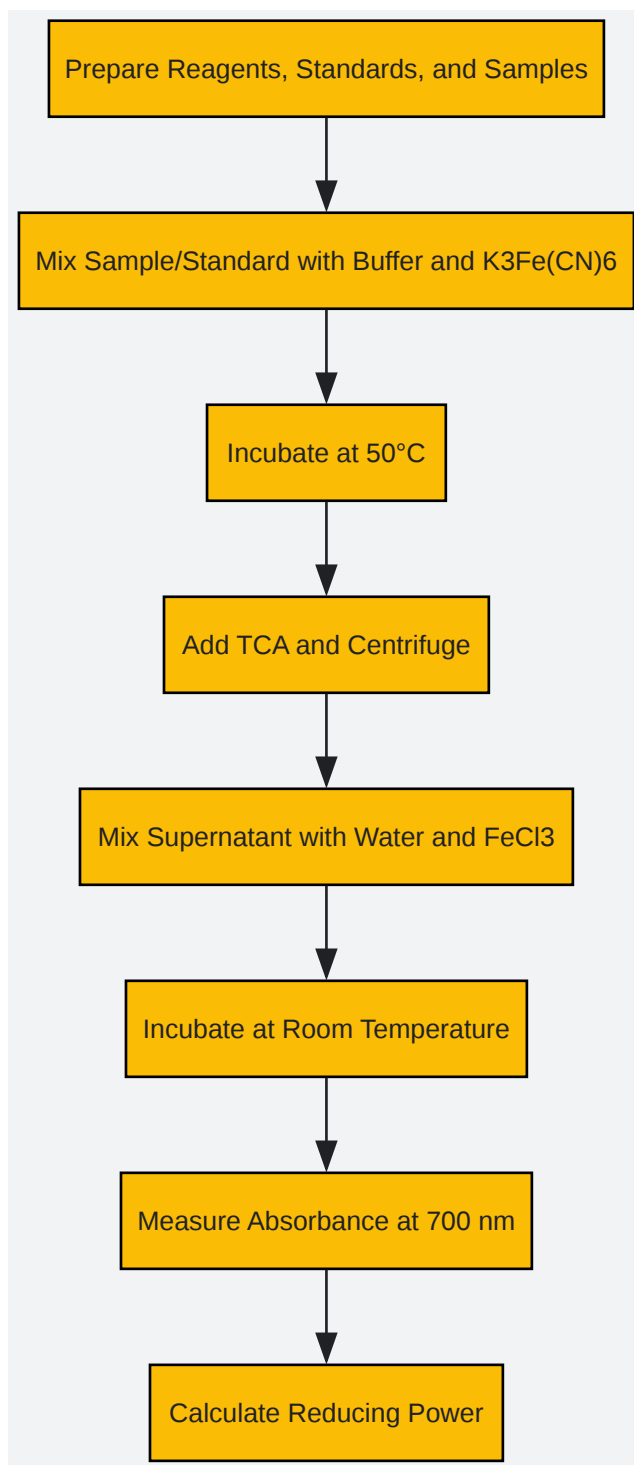 Prepare Reagents, Standards, and Samples
Mix Sample/Standard with Buffer and K3Fe(CN)6
Incubate at 50°C
Add TCA and Centrifuge
Mix Supernatant with Water and FeCl3
Incubate at Room Temperature
Measure Absorbance at 700 nm
Calculate Reducing Power